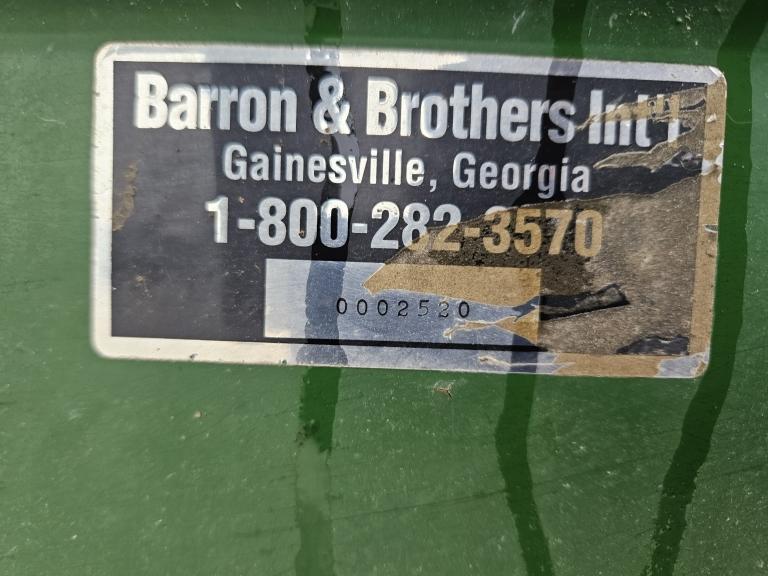 Barron & Brothers Int'l
Gainesville, Georgia
1-800-282-3570
0002520